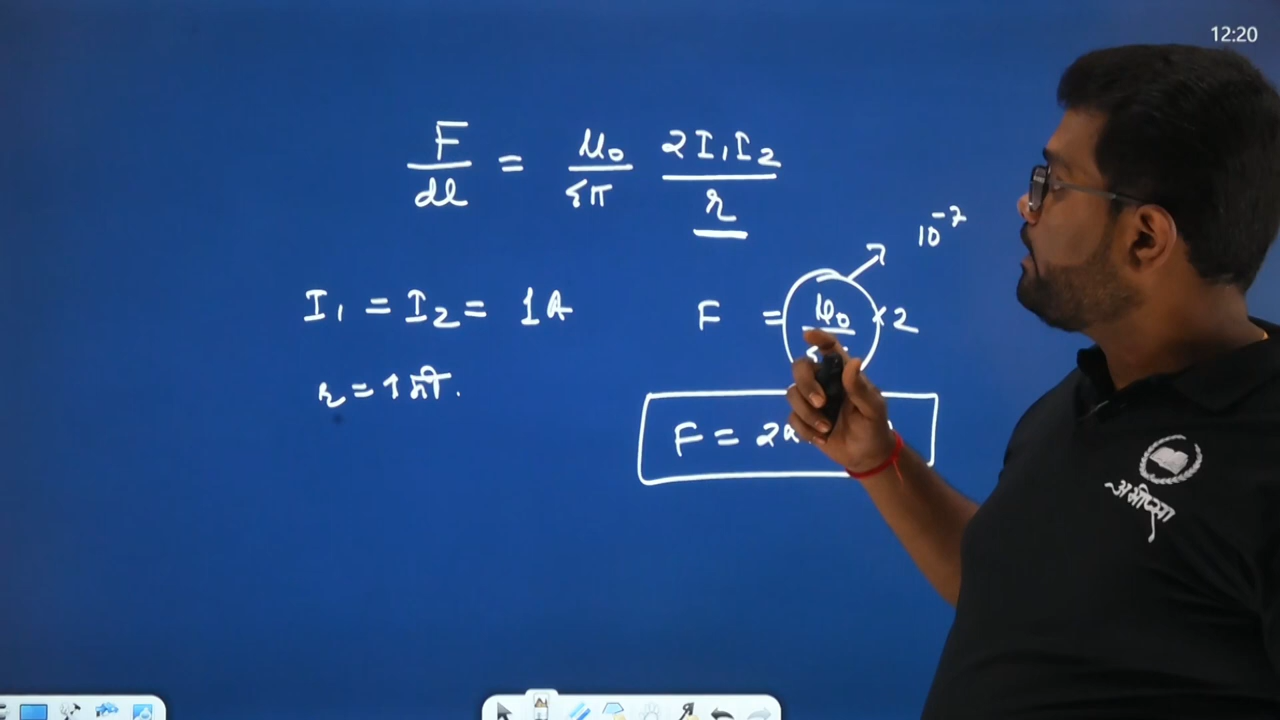 12:20
F/dl = μ₀/4π 2I₁I₂/r
10⁻⁷
I₁ = I₂ = 1A
F = μ₀ × 2
r = 1 मी.
F = 2×
अभीप्सा